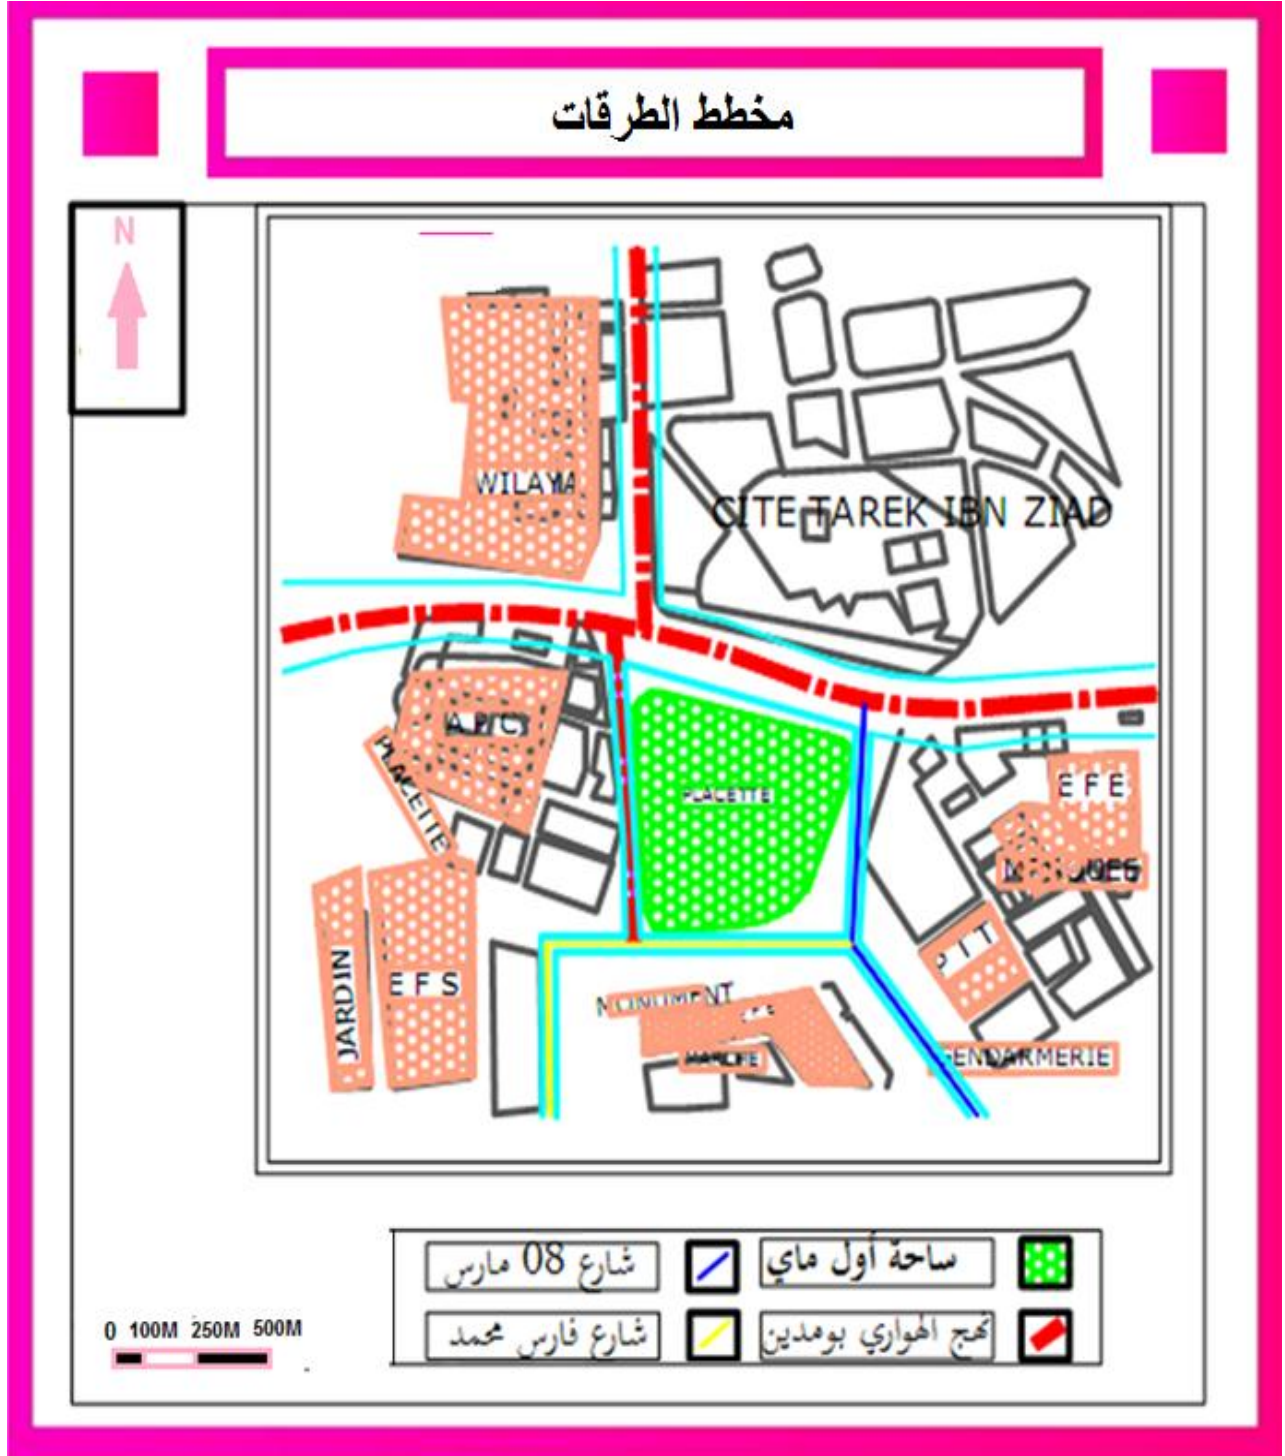 مخطط الطرقات
N
WILAYA
CITE TAREK IBN ZIAD
A P C
PLACETTE
PLACETTE
E F E
JARDIN
E F S
P I T
MONUMENT
MARCHE
GENDARMERIE
ساحة أول ماي
شارع 08 مارس
نهج الهواري بومدين
شارع فارس محمد
0 100M 250M 500M